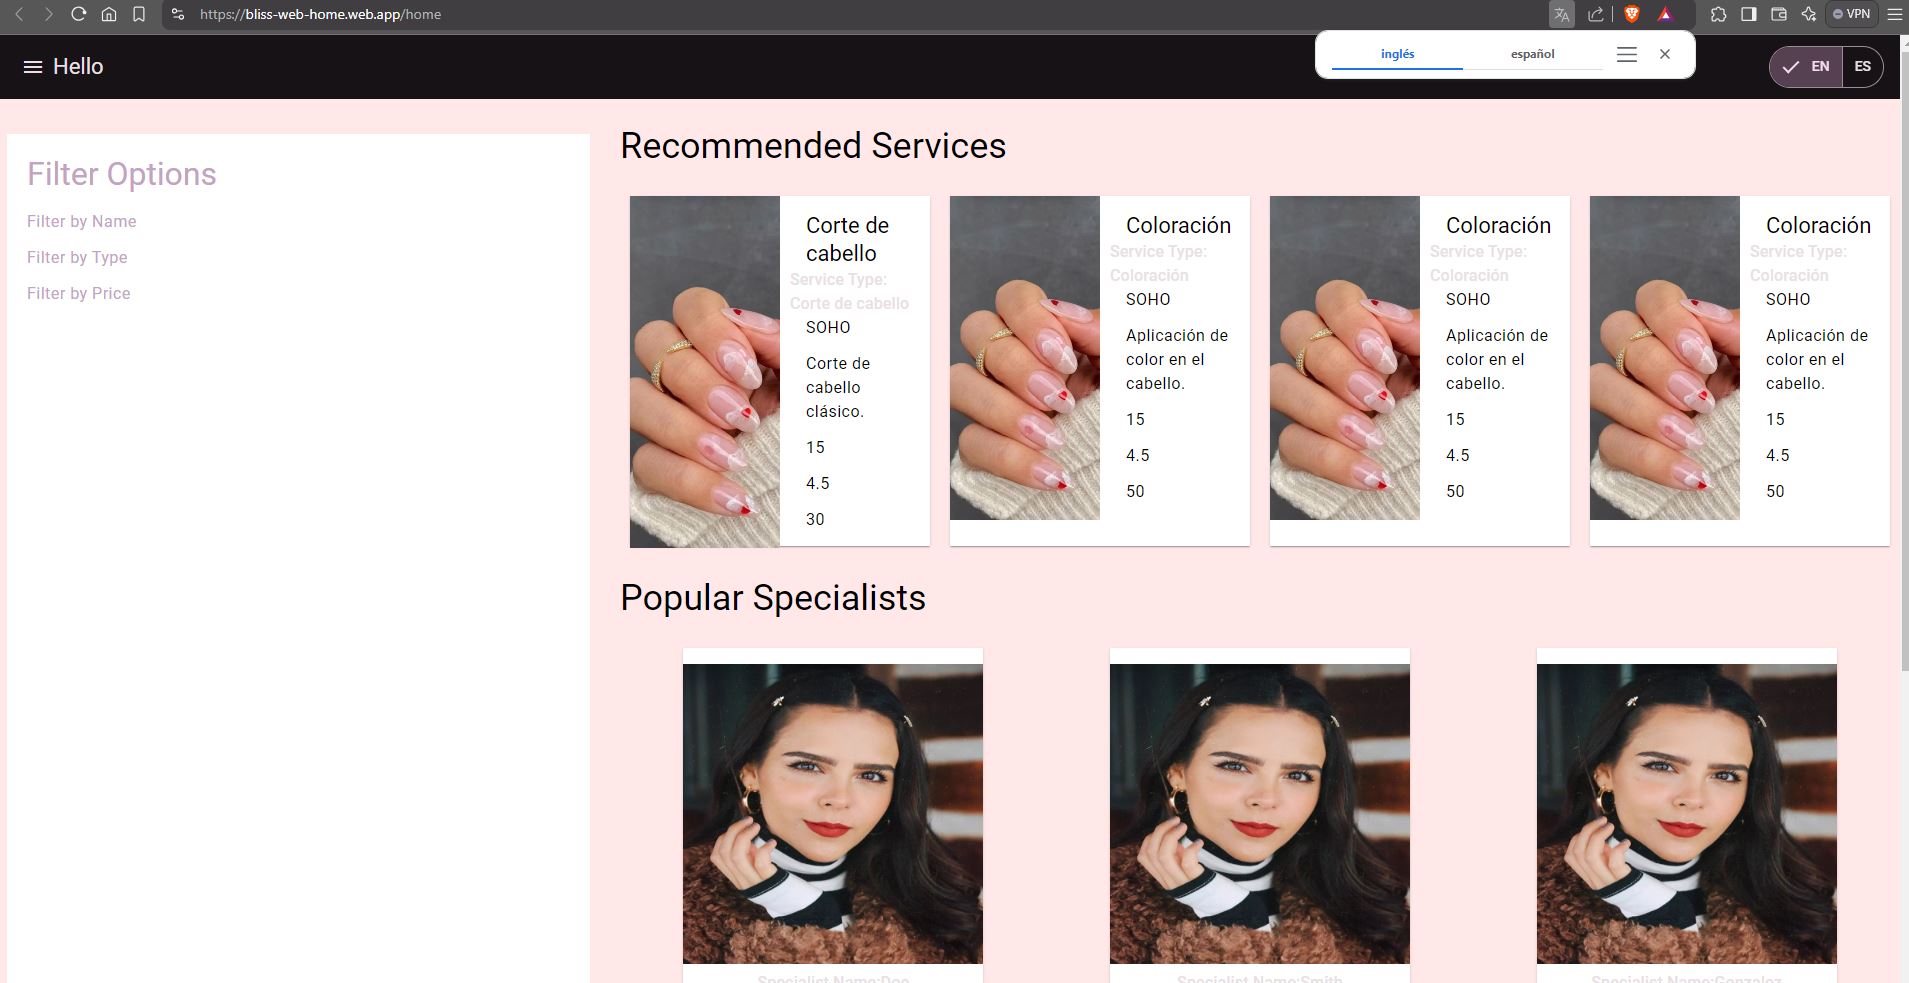 https://bliss-web-home.web.app/home
VPN
Hello
inglés
español
EN
ES
Filter Options
Filter by Name
Filter by Type
Filter by Price
Recommended Services
Corte de
cabello
Service Type:
Corte de cabello
SOHO
Corte de
cabello
clásico.
15
4.5
30
Coloración
Service Type:
Coloración
SOHO
Aplicación de
color en el
cabello.
15
4.5
50
Coloración
Service Type:
Coloración
SOHO
Aplicación de
color en el
cabello.
15
4.5
50
Coloración
Service Type:
Coloración
SOHO
Aplicación de
color en el
cabello.
15
4.5
50
Popular Specialists
Specialist Name:Doe
Specialist Name:Smith
Specialist Name:Gonzalez